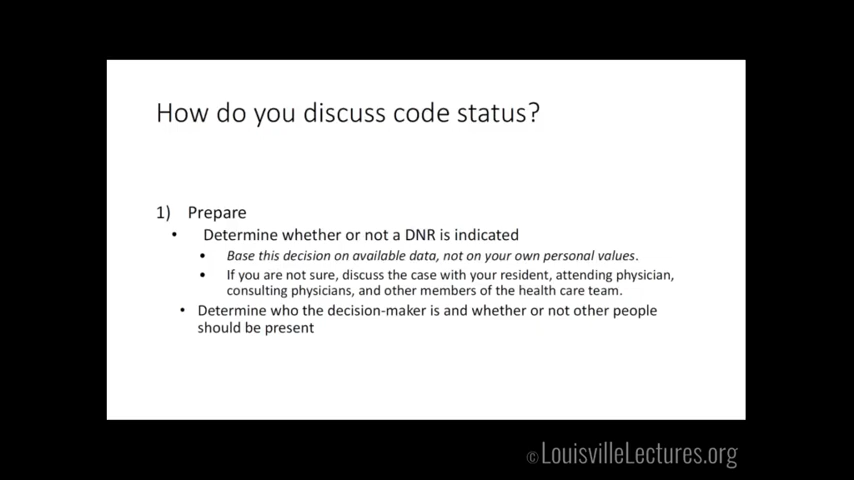 How do you discuss code status?
1) Prepare
• Determine whether or not a DNR is indicated
• Base this decision on available data, not on your own personal values.
• If you are not sure, discuss the case with your resident, attending physician,
consulting physicians, and other members of the health care team.
• Determine who the decision-maker is and whether or not other people
should be present
© LouisvilleLectures.org